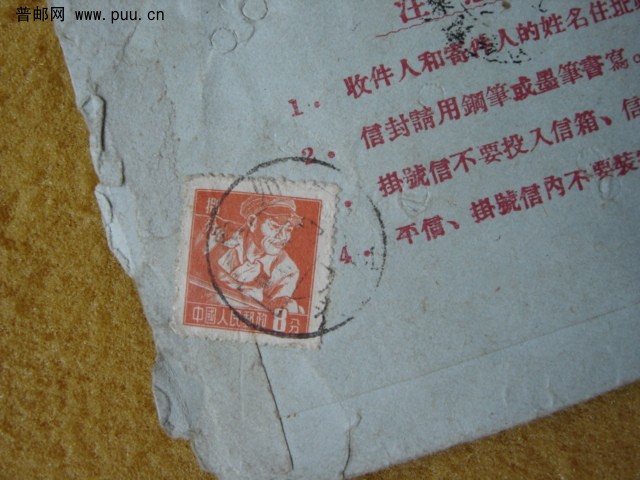 普邮网
www.puu.cn
注
1. 收件人和寄件人的姓名住址
2. 信封請用鋼筆或墨筆書寫。
. 掛號信不要投入信箱、信
4. 平信、掛號信內不要裝
捌
中國人民郵政 8分